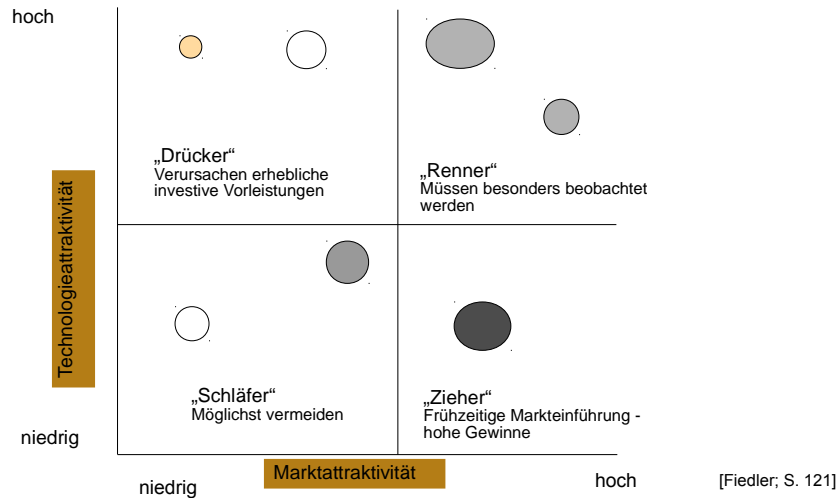 hoch
„Drücker“
Verursachen erhebliche
investive Vorleistungen
„Renner“
Müssen besonders beobachtet
werden
Technologieattraktivität
„Schläfer“
Möglichst vermeiden
„Zieher“
Frühzeitige Markteinführung -
hohe Gewinne
niedrig
niedrig
Marktattraktivität
hoch
[Fiedler; S. 121]